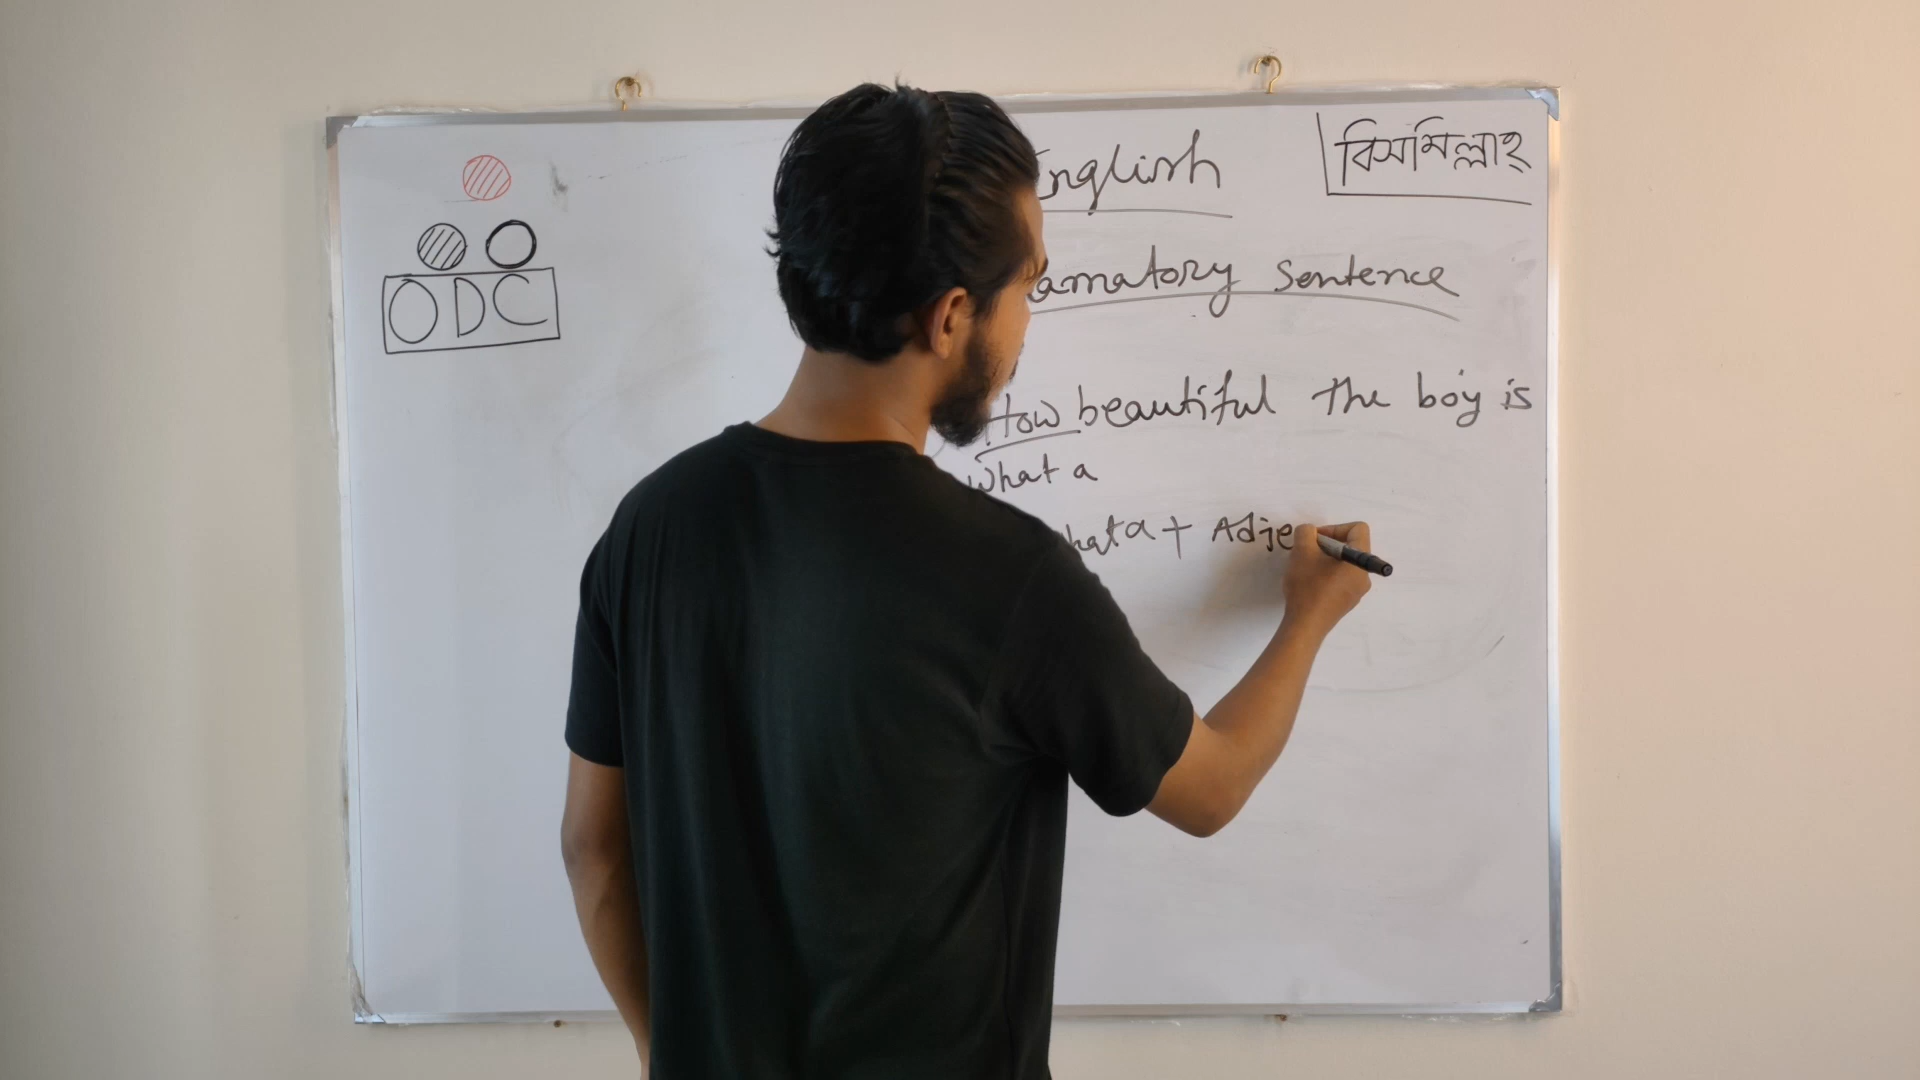 ODC
English
বিসমিল্লাহ
amatory Sentence
How beautiful the boy is
what a
hat a + Adje